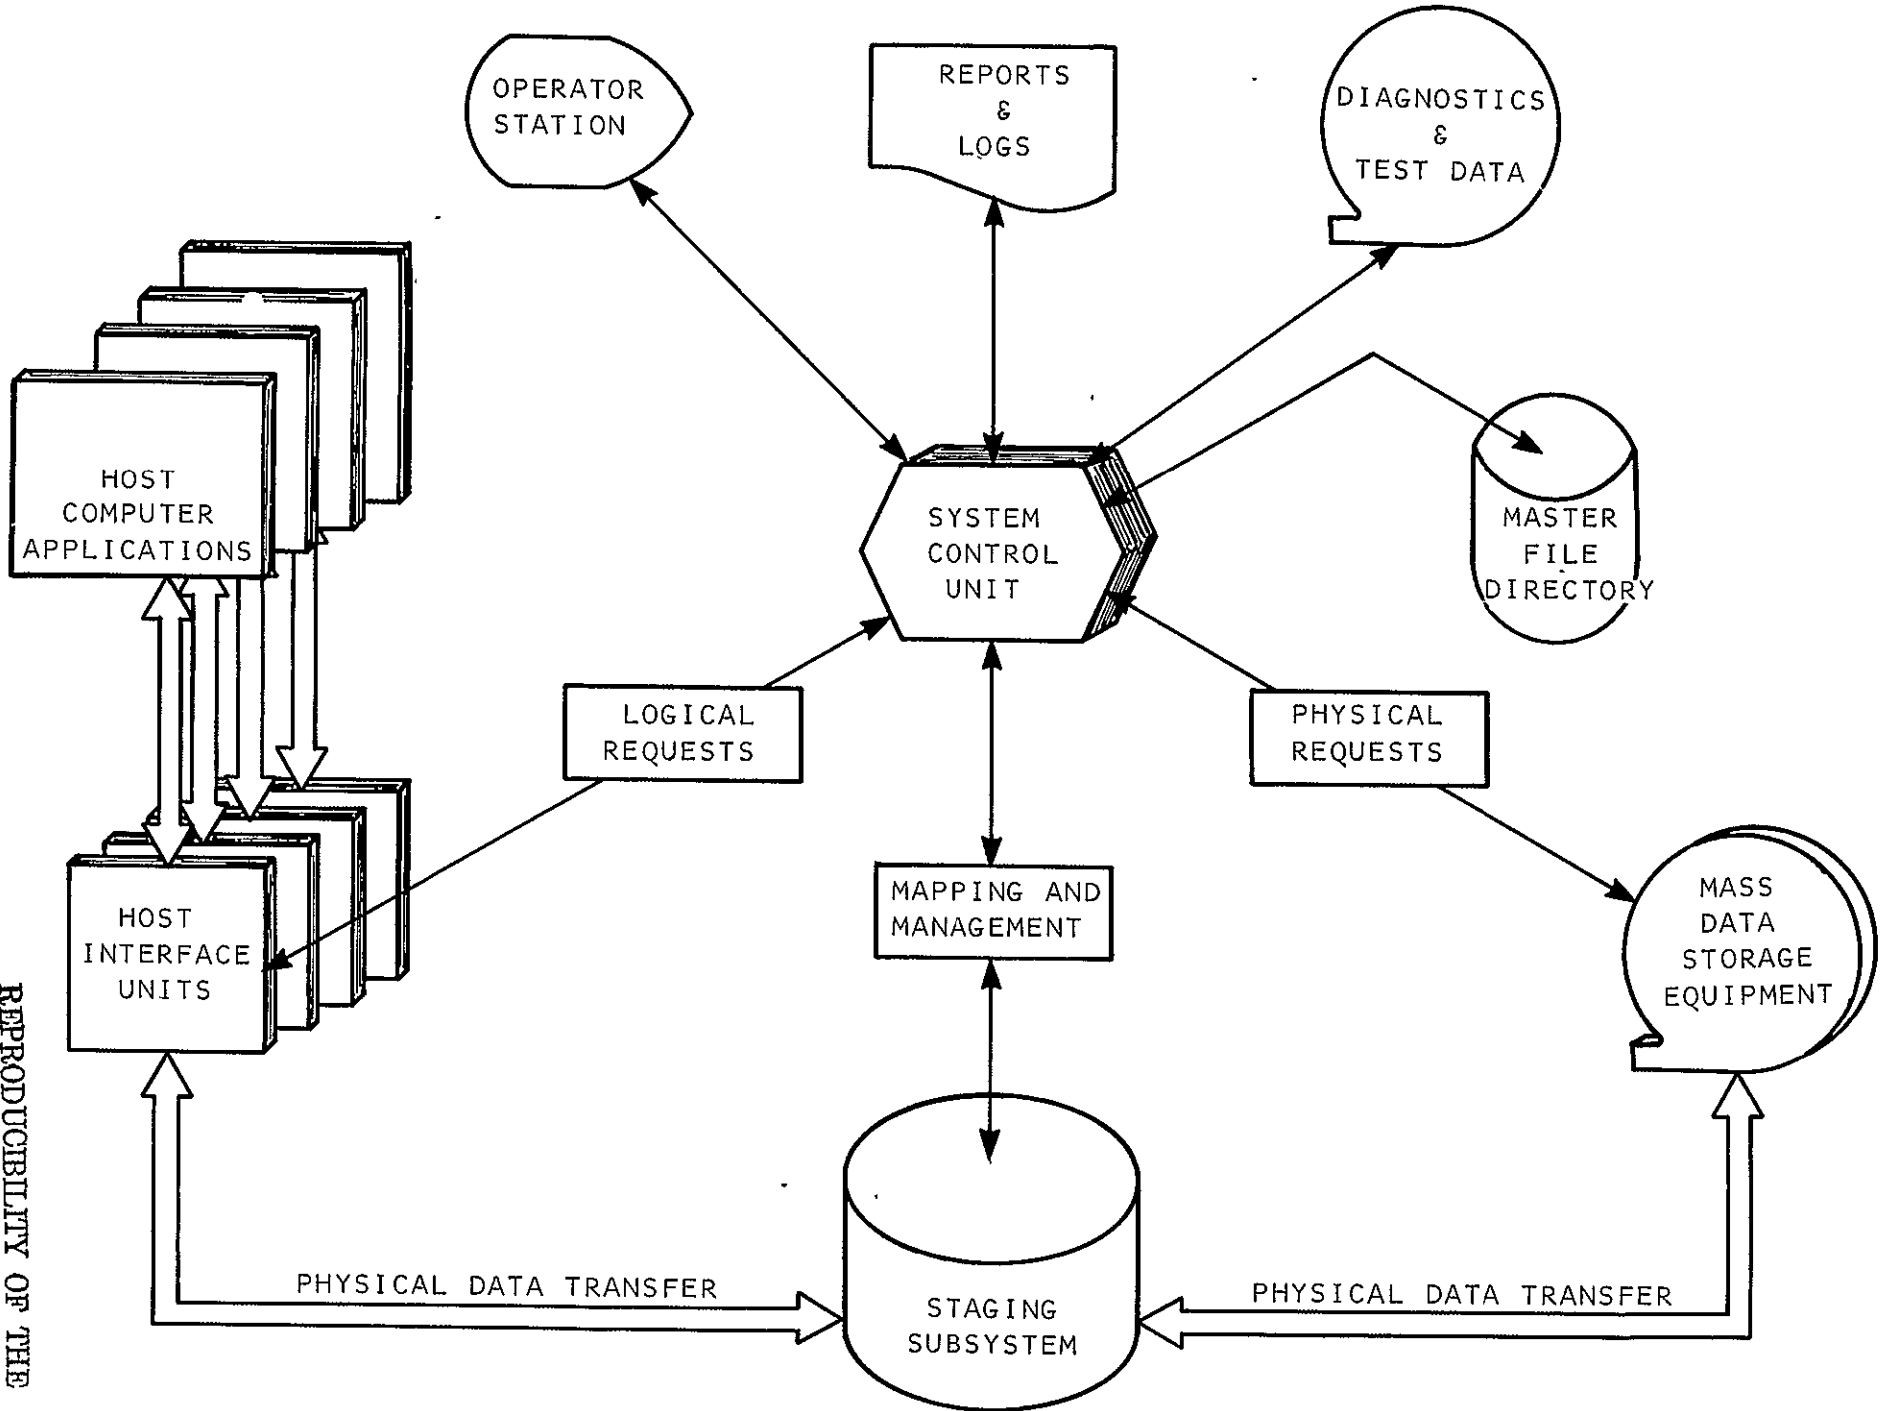 OPERATOR
STATION
REPORTS
&
LOGS
DIAGNOSTICS
&
TEST DATA
HOST
COMPUTER
APPLICATIONS
SYSTEM
CONTROL
UNIT
MASTER
FILE
DIRECTORY
LOGICAL
REQUESTS
PHYSICAL
REQUESTS
HOST
INTERFACE
UNITS
MAPPING AND
MANAGEMENT
MASS
DATA
STORAGE
EQUIPMENT
PHYSICAL DATA TRANSFER
STAGING
SUBSYSTEM
PHYSICAL DATA TRANSFER
REPRODUCIBILITY OF THE